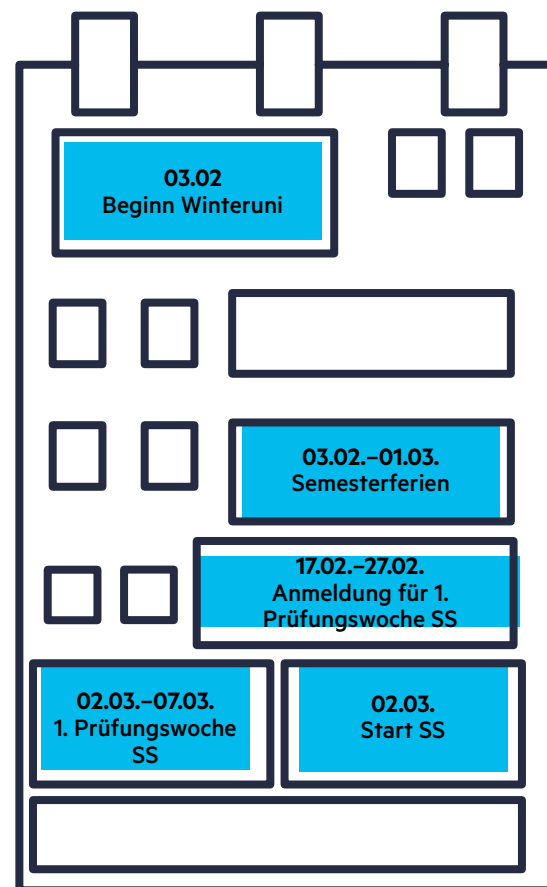 03.02
Beginn Winteruni
03.02.–01.03.
Semesterferien
17.02.–27.02.
Anmeldung für 1.
Prüfungswoche SS
02.03.–07.03.
1. Prüfungswoche
SS
02.03.
Start SS